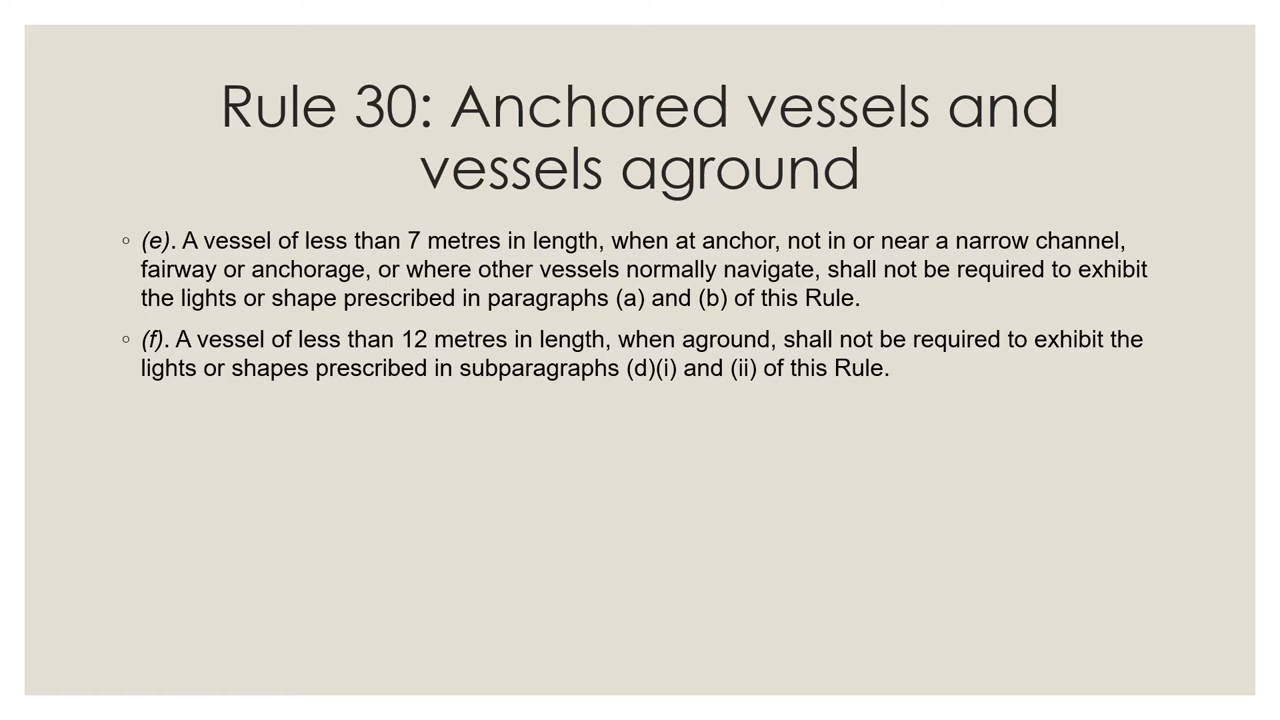 Rule 30: Anchored vessels and
vessels aground
◦ (e). A vessel of less than 7 metres in length, when at anchor, not in or near a narrow channel,
fairway or anchorage, or where other vessels normally navigate, shall not be required to exhibit
the lights or shape prescribed in paragraphs (a) and (b) of this Rule.
◦ (f). A vessel of less than 12 metres in length, when aground, shall not be required to exhibit the
lights or shapes prescribed in subparagraphs (d)(i) and (ii) of this Rule.